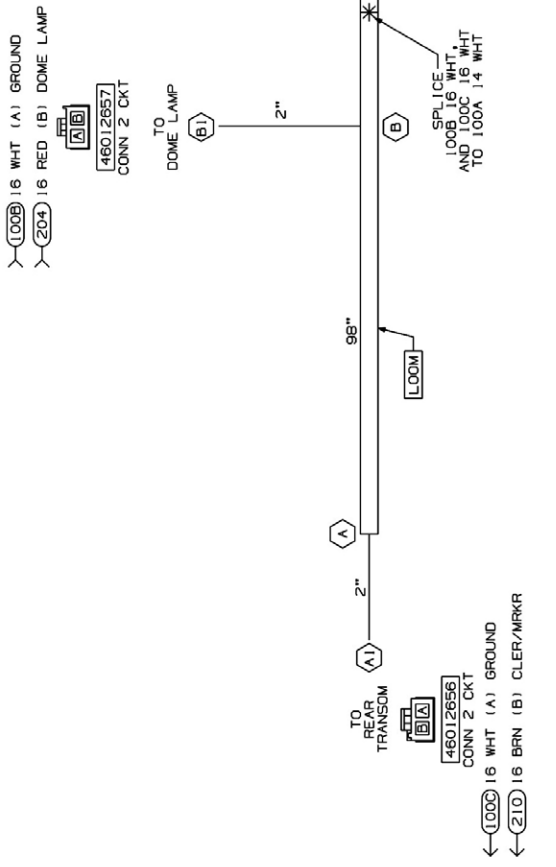 100B 16 WHT (A) GROUND
204 16 RED (B) DOME LAMP
A B
46012657
CONN 2 CKT
TO
DOME LAMP
B1
2"
B
SPLICE
100B 16 WHT,
AND 100C 16 WHT
TO 100A 14 WHT
98"
LOOM
A
2"
A1
TO
REAR
TRANSOM
B A
46012656
CONN 2 CKT
100C 16 WHT (A) GROUND
210 16 BRN (B) CLER/MRKR